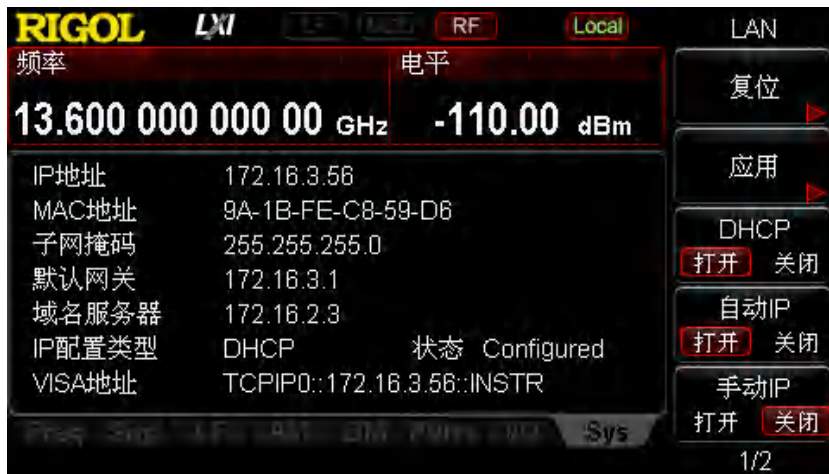 RIGOL LXI RF Local
频率 电平
13.600 000 000 00 GHz -110.00 dBm
IP地址 172.16.3.56
MAC地址 9A-1B-FE-C8-59-D6
子网掩码 255.255.255.0
默认网关 172.16.3.1
域名服务器 172.16.2.3
IP配置类型 DHCP 状态 Configured
VISA地址 TCPIP0::172.16.3.56::INSTR
Sys
LAN
复位
应用
DHCP
打开 关闭
自动IP
打开 关闭
手动IP
打开 关闭
1/2